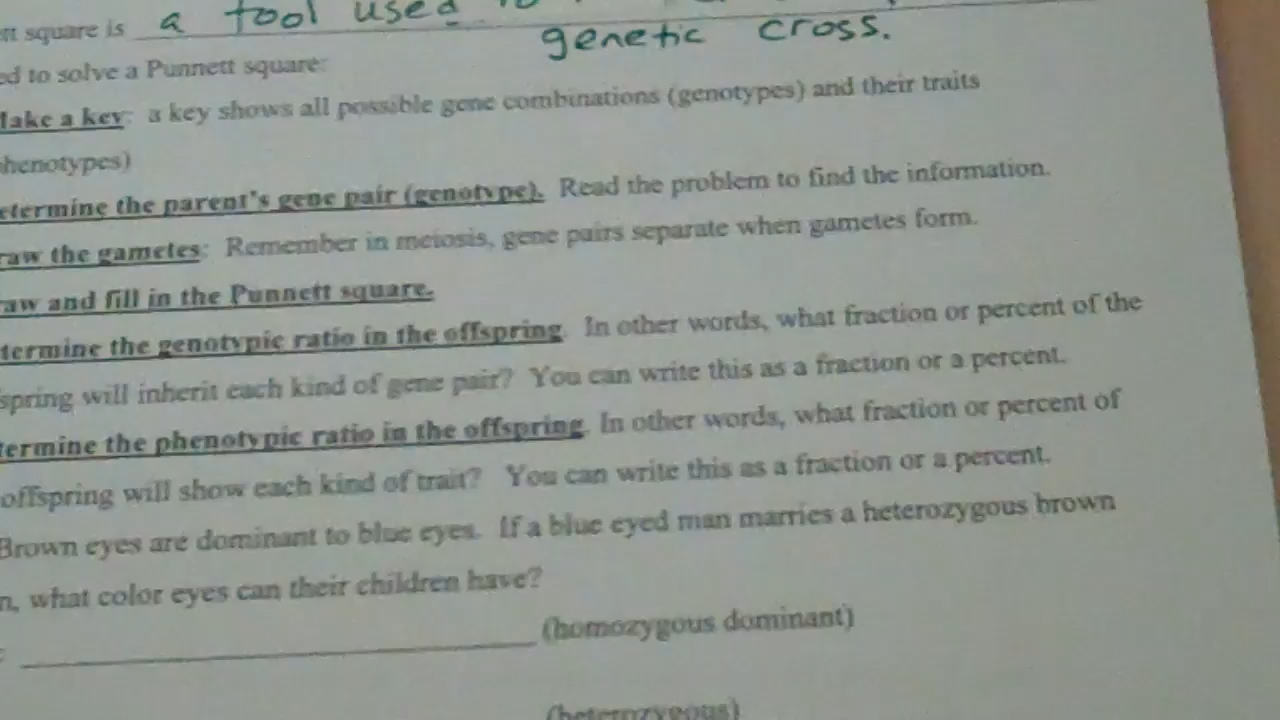 square is a tool used
genetic cross.
to solve a Punnett square:
Make a key: a key shows all possible gene combinations (genotypes) and their traits
henotypes)
etermine the parent's gene pair (genotype). Read the problem to find the information.
raw the gametes: Remember in meiosis, gene pairs separate when gametes form.
aw and fill in the Punnett square.
termine the genotypic ratio in the offspring. In other words, what fraction or percent of the
spring will inherit each kind of gene pair? You can write this as a fraction or a percent.
termine the phenotypic ratio in the offspring. In other words, what fraction or percent of
offspring will show each kind of trait? You can write this as a fraction or a percent.
Brown eyes are dominant to blue eyes. If a blue eyed man marries a heterozygous brown
n, what color eyes can their children have?
(homozygous dominant)
(heterozygous)